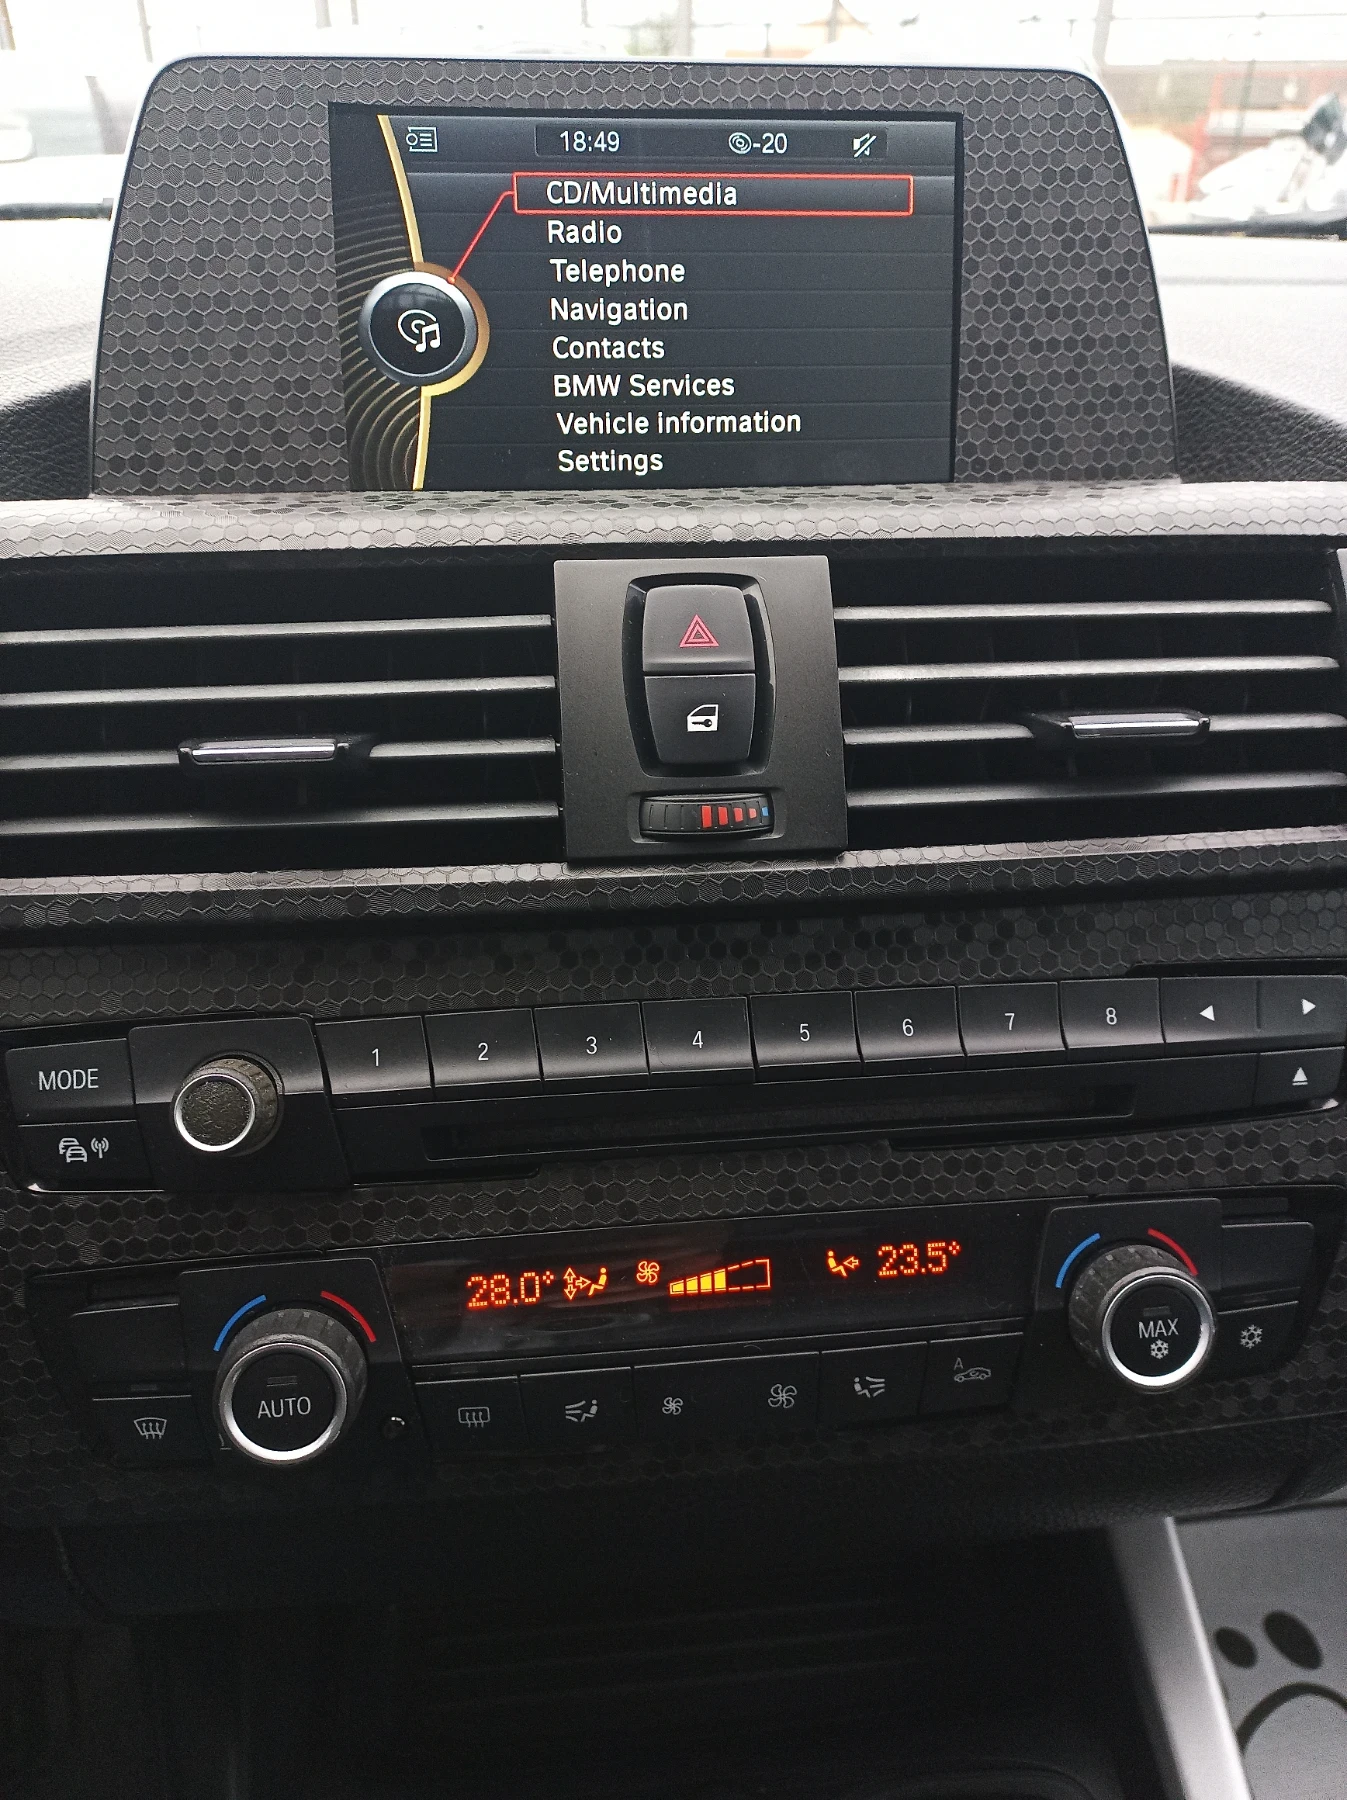 18:49 -20
CD/Multimedia
Radio
Telephone
Navigation
Contacts
BMW Services
Vehicle information
Settings
MODE 1 2 3 4 5 6 7 8
28.0° 23.5°
AUTO MAX
A